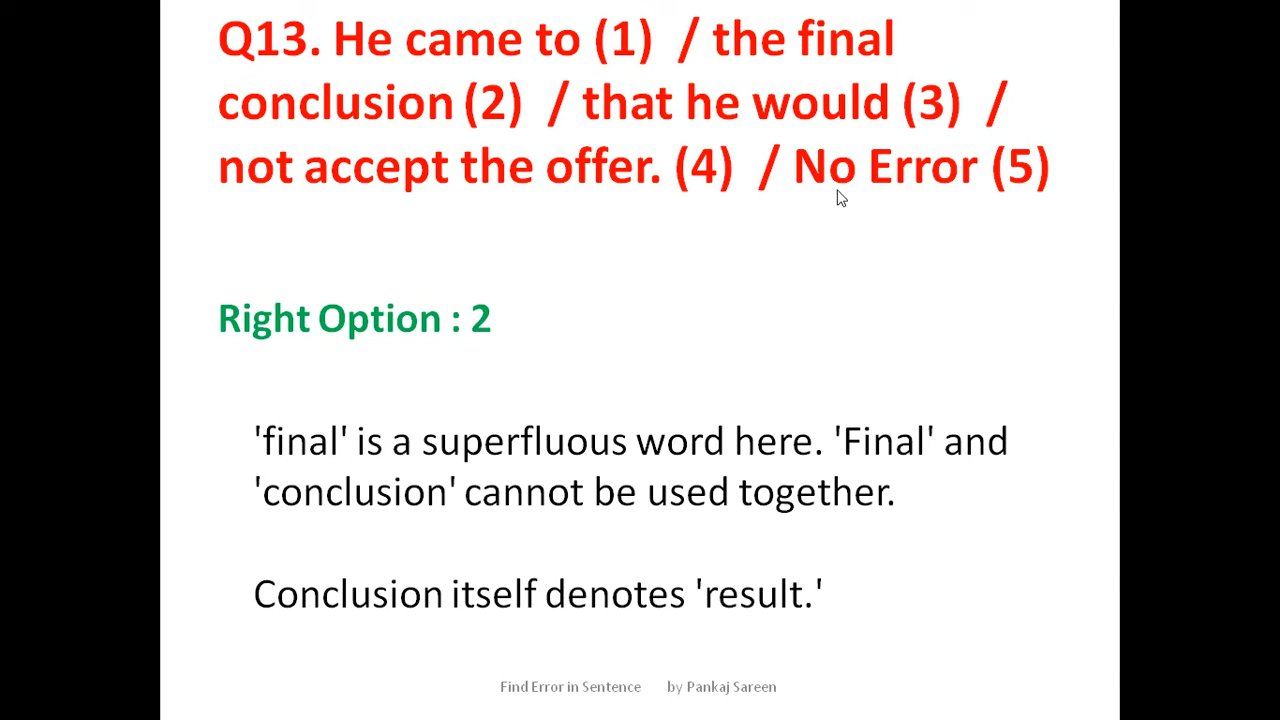 Q13. He came to (1) / the final
conclusion (2) / that he would (3) /
not accept the offer. (4) / No Error (5)
Right Option : 2
'final' is a superfluous word here. 'Final' and
'conclusion' cannot be used together.
Conclusion itself denotes 'result.'
Find Error in Sentence by Pankaj Sareen